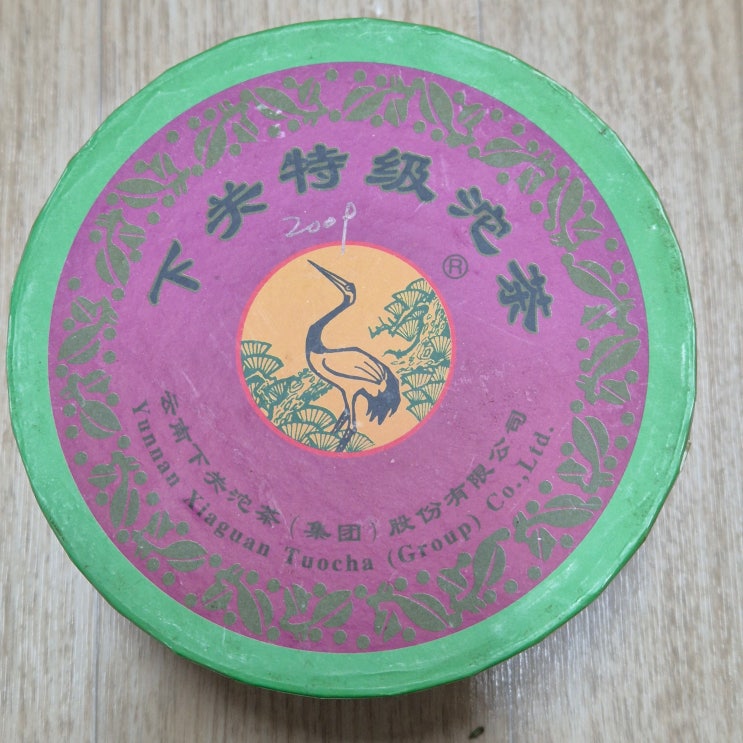 下关特级沱茶
2009
®
云南下关沱茶(集团)股份有限公司
Yunnan Xiaguan Tuocha (Group) Co.,Ltd.